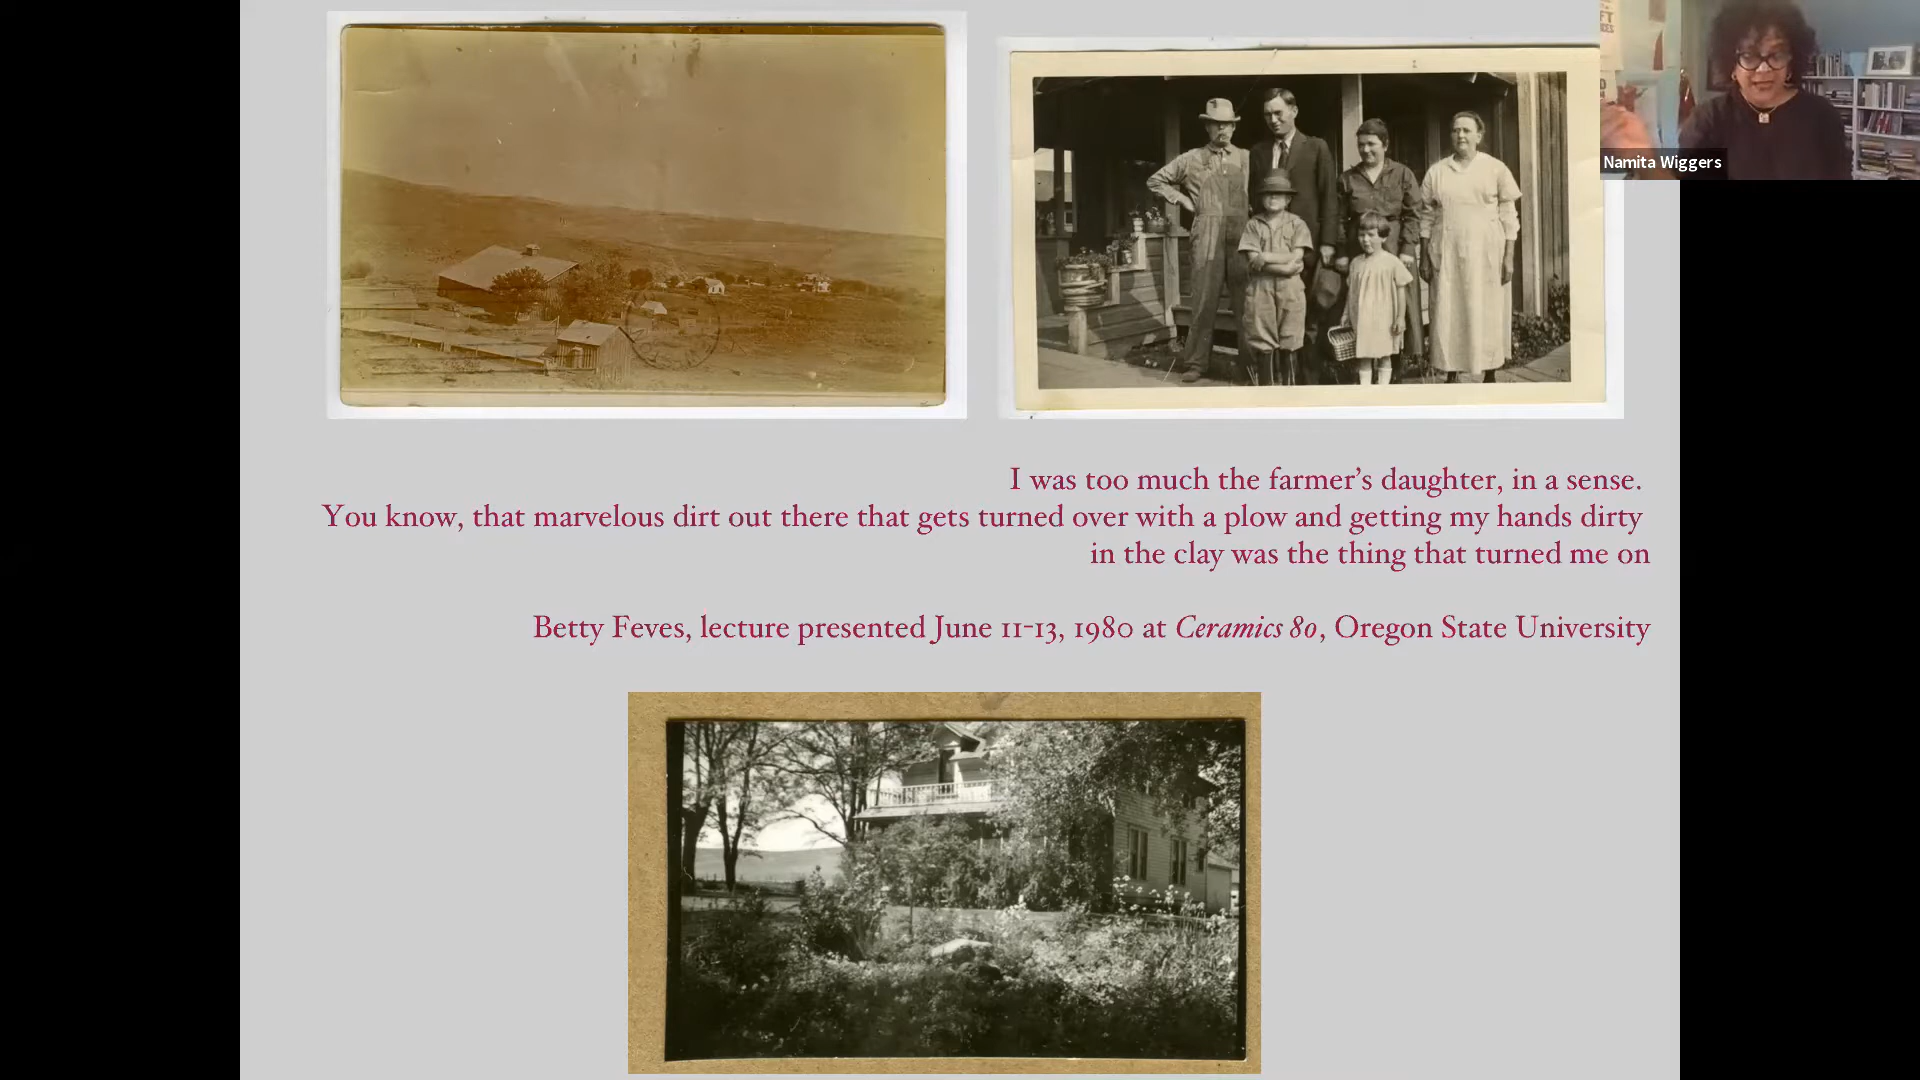 Namita Wiggers
I was too much the farmer's daughter, in a sense.
You know, that marvelous dirt out there that gets turned over with a plow and getting my hands dirty
in the clay was the thing that turned me on
Betty Feves, lecture presented June 11-13, 1980 at Ceramics 80, Oregon State University